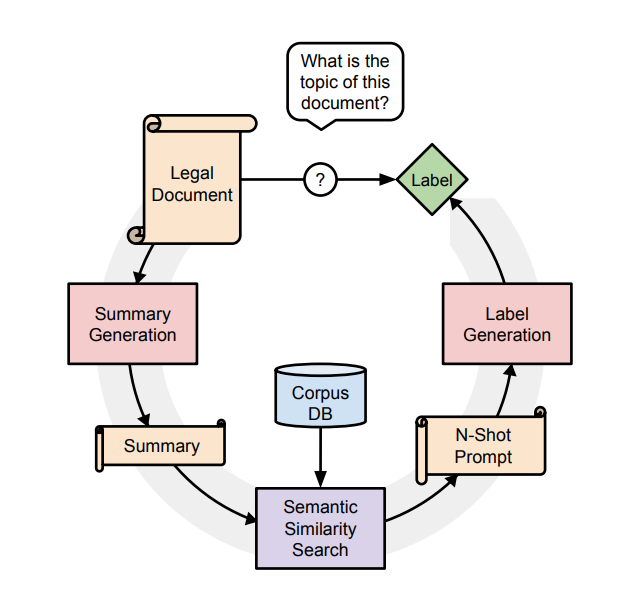 What is the
topic of this
document?
Legal
Document
?
Label
Summary
Generation
Label
Generation
Corpus
DB
Summary
N-Shot
Prompt
Semantic
Similarity
Search